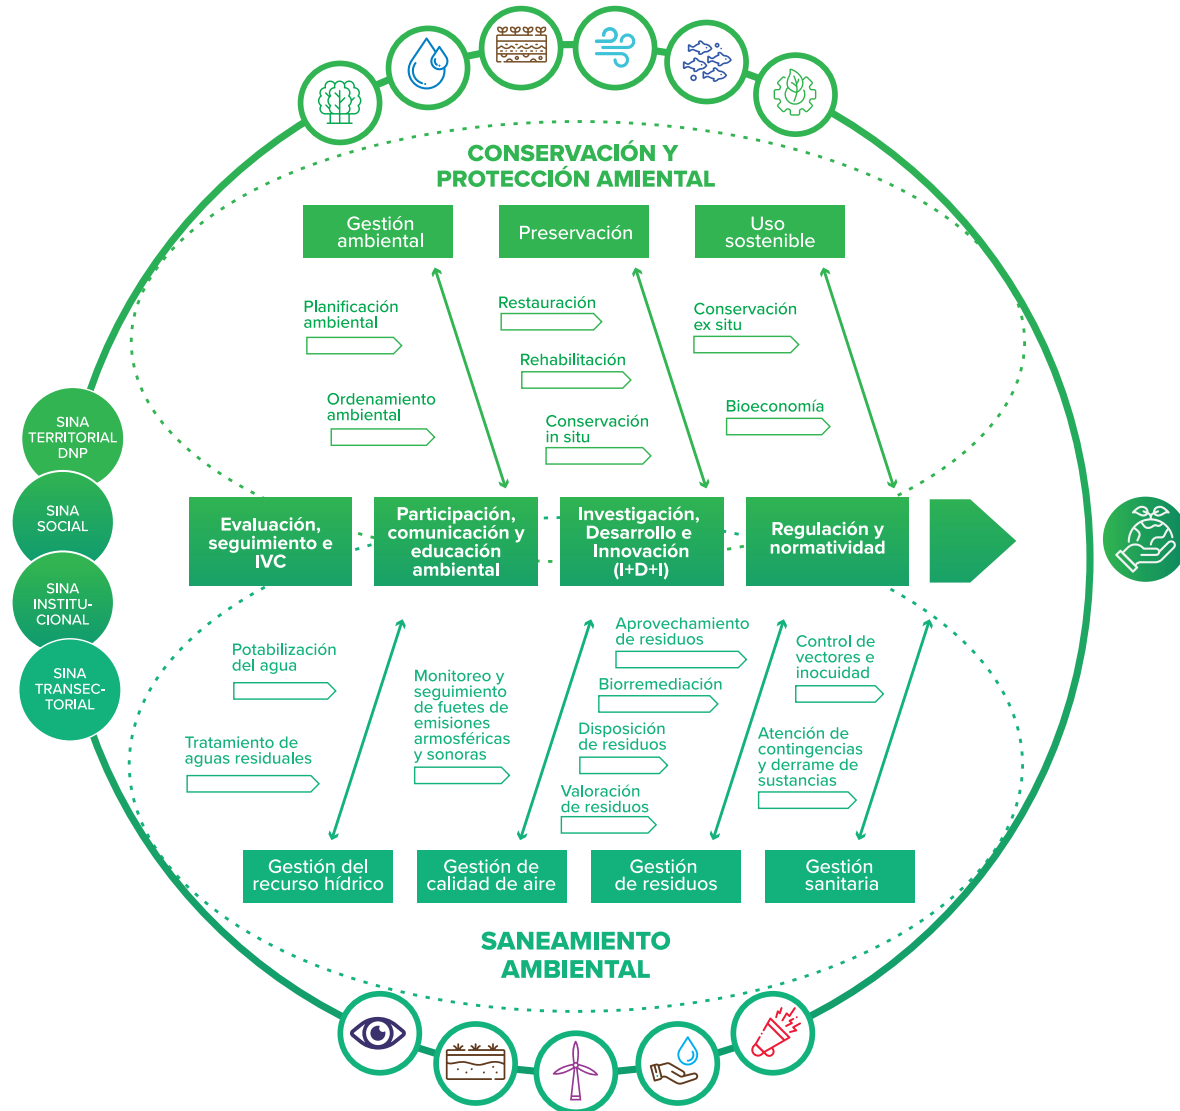 CONSERVACIÓN Y
PROTECCIÓN AMIENTAL
Gestión
ambiental
Preservación
Uso
sostenible
Planificación
ambiental
Ordenamiento
ambiental
Restauración
Rehabilitación
Conservación
in situ
Conservación
ex situ
Bioeconomía
SINA
TERRITORIAL
DNP
SINA
SOCIAL
SINA
INSTITU-
CIONAL
SINA
TRANSEC-
TORIAL
Evaluación,
seguimiento e
IVC
Participación,
comunicación y
educación
ambiental
Investigación,
Desarrollo e
Innovación
(I+D+I)
Regulación y
normatividad
Potabilización
del agua
Tratamiento de
aguas residuales
Monitoreo y
seguimiento
de fuetes de
emisiones
armosféricas
y sonoras
Aprovechamiento
de residuos
Biorremediación
Disposición
de residuos
Valoración
de residuos
Control de
vectores e
inocuidad
Atención de
contingencias
y derrame de
sustancias
Gestión del
recurso hídrico
Gestión de
calidad de aire
Gestión
de residuos
Gestión
sanitaria
SANEAMIENTO
AMBIENTAL